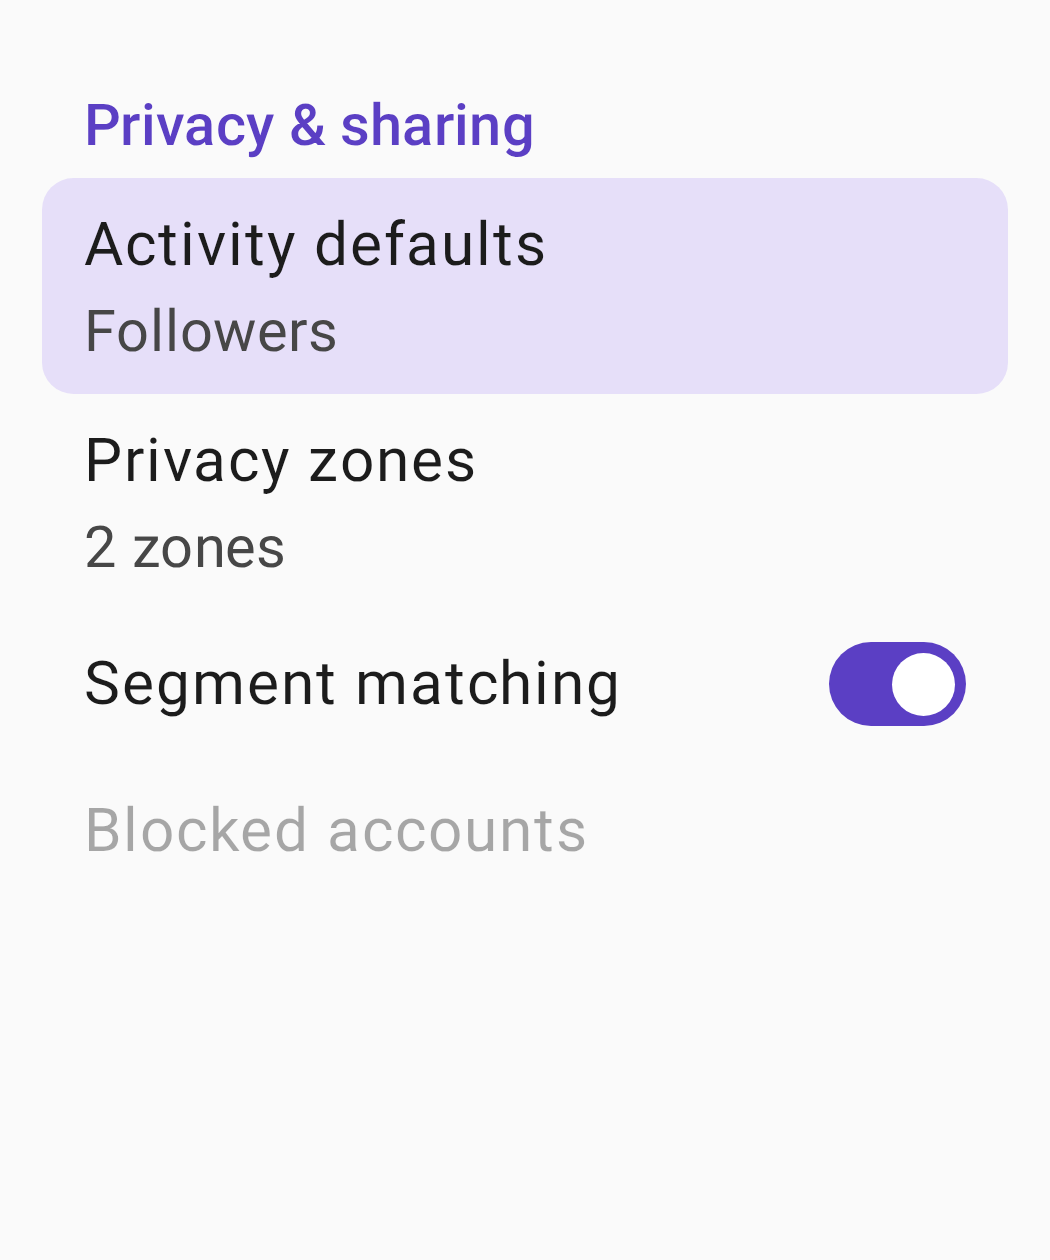 Privacy & sharing
Activity defaults
Followers
Privacy zones
2 zones
Segment matching
Blocked accounts